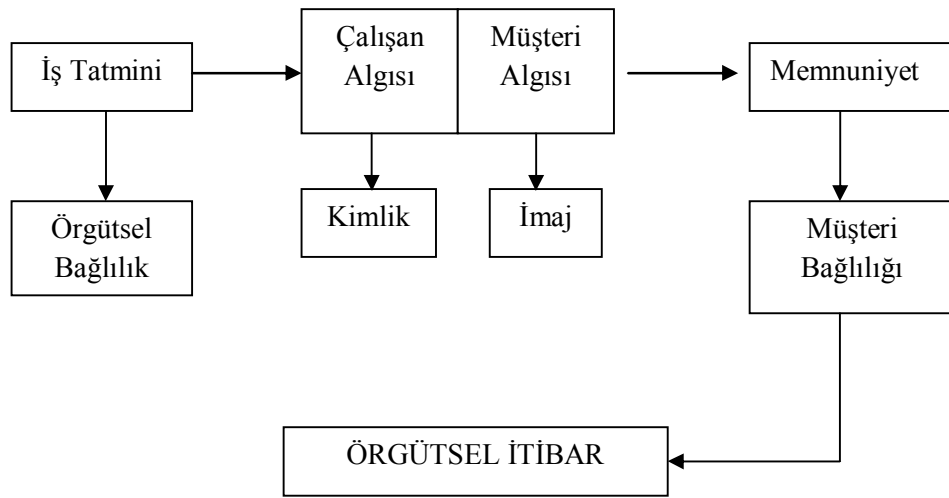 İş Tatmini
Çalışan
Algısı
Müşteri
Algısı
Memnuniyet
Örgütsel
Bağlılık
Kimlik
İmaj
Müşteri
Bağlılığı
ÖRGÜTSEL İTİBAR